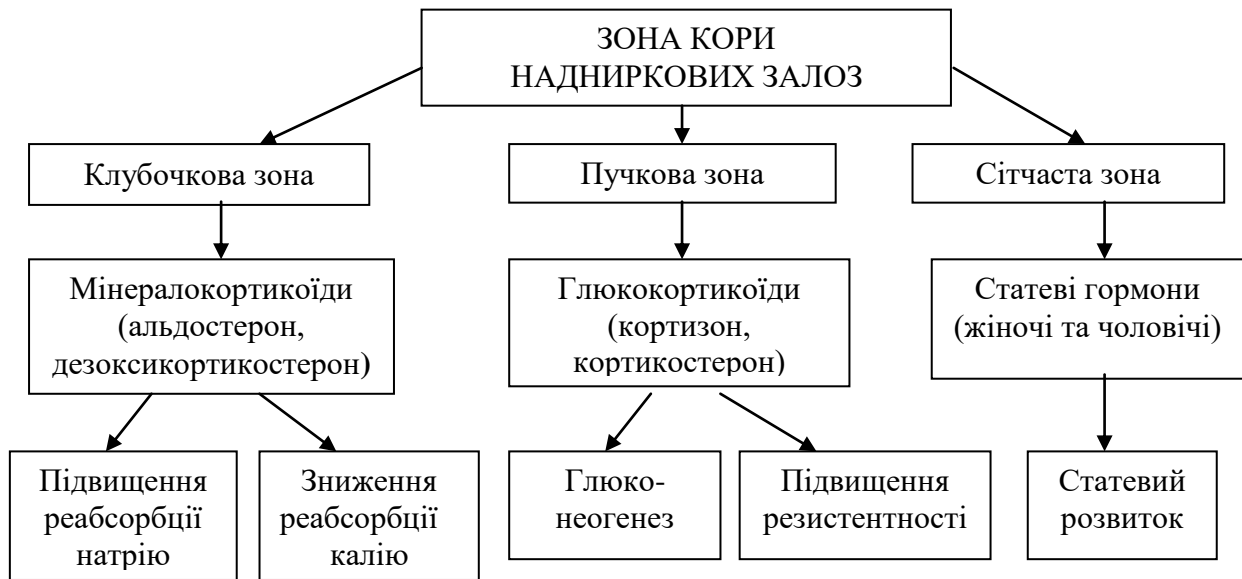 ЗОНА КОРИ
НАДНИРКОВИХ ЗАЛОЗ
Клубочкова зона
Пучкова зона
Сітчаста зона
Мінералокортикоїди
(альдостерон,
дезоксикортикостерон)
Глюкокортикоїди
(кортизон,
кортикостерон)
Статеві гормони
(жіночі та чоловічі)
Підвищення
реабсорбції
натрію
Зниження
реабсорбції
калію
Глюко-
неогенез
Підвищення
резистентності
Статевий
розвиток